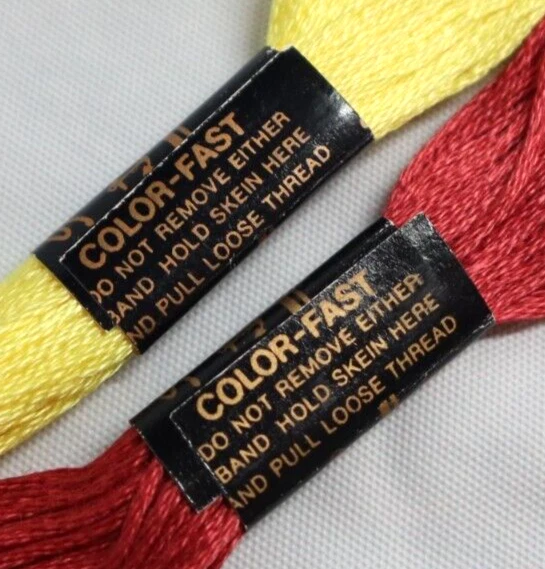 COLOR-FAST
DO NOT REMOVE EITHER
BAND HOLD SKEIN HERE
AND PULL LOOSE THREAD
COLOR-FAST
DO NOT REMOVE EITHER
BAND HOLD SKEIN HERE
AND PULL LOOSE THREAD